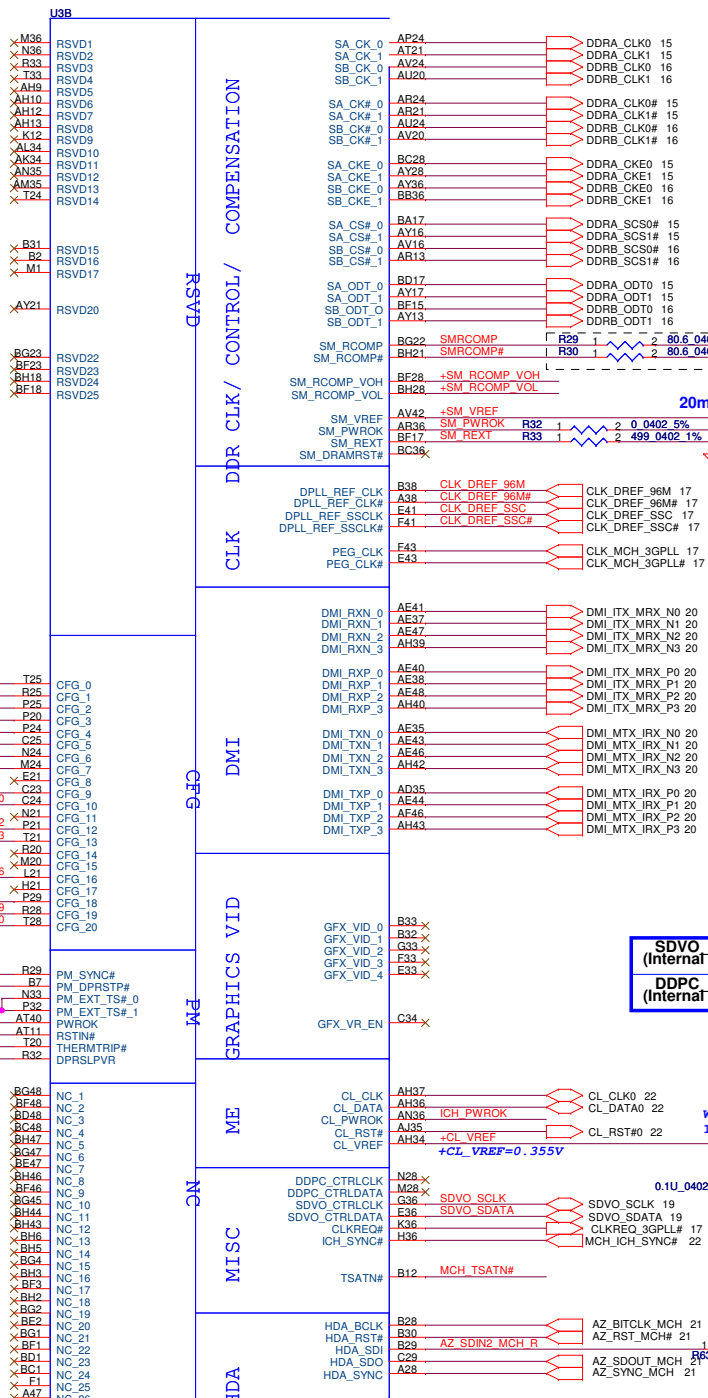 U3B
M36 RSVD1
N36 RSVD2
R33 RSVD3
T33 RSVD4
AH9 RSVD5
AH10 RSVD6
AH12 RSVD7
AH13 RSVD8
K12 RSVD9
AL34 RSVD10
AK34 RSVD11
AN35 RSVD12
AM35 RSVD13
T24 RSVD14
B31 RSVD15
B2 RSVD16
M1 RSVD17
AY21 RSVD20
BG23 RSVD22
BF23 RSVD23
BH18 RSVD24
BF18 RSVD25
RSVD
T25 CFG_0
R25 CFG_1
P25 CFG_2
P20 CFG_3
P24 CFG_4
C25 CFG_5
N24 CFG_6
M24 CFG_7
E21 CFG_8
C23 CFG_9
C24 CFG_10
N21 CFG_11
P21 CFG_12
T21 CFG_13
R20 CFG_14
M20 CFG_15
L21 CFG_16
H21 CFG_17
P29 CFG_18
R28 CFG_19
T28 CFG_20
CFG
R29 PM_SYNC#
B7 PM_DPRSTP#
N33 PM_EXT_TS#_0
P32 PM_EXT_TS#_1
AT40 PWROK
AT11 RSTIN#
T20 THERMTRIP#
R32 DPRSLPVR
PM
BG48 NC_1
BF48 NC_2
BD48 NC_3
BC48 NC_4
BH47 NC_5
BG47 NC_6
BE47 NC_7
BH46 NC_8
BF46 NC_9
BG45 NC_10
BH44 NC_11
BH43 NC_12
BH6 NC_13
BH5 NC_14
BG4 NC_15
BH3 NC_16
BF3 NC_17
BH2 NC_18
BG2 NC_19
BE2 NC_20
BG1 NC_21
BF1 NC_22
BD1 NC_23
BC1 NC_24
F1 NC_25
A47
NC
DDR CLK/ CONTROL/ COMPENSATION
SA_CK_0 AP24 DDRA_CLK0 15
SA_CK_1 AT21 DDRA_CLK1 15
SB_CK_0 AV24 DDRB_CLK0 16
SB_CK_1 AU20 DDRB_CLK1 16
SA_CK#_0 AR24 DDRA_CLK0# 15
SA_CK#_1 AR21 DDRA_CLK1# 15
SB_CK#_0 AU24 DDRB_CLK0# 16
SB_CK#_1 AV20 DDRB_CLK1# 16
SA_CKE_0 BC28 DDRA_CKE0 15
SA_CKE_1 AY28 DDRA_CKE1 15
SB_CKE_0 AY36 DDRB_CKE0 16
SB_CKE_1 BB36 DDRB_CKE1 16
SA_CS#_0 BA17 DDRA_SCS0# 15
SA_CS#_1 AY16 DDRA_SCS1# 15
SB_CS#_0 AV16 DDRB_SCS0# 16
SB_CS#_1 AR13 DDRB_SCS1# 16
SA_ODT_0 BD17 DDRA_ODT0 15
SA_ODT_1 AY17 DDRA_ODT1 15
SB_ODT_O BF15 DDRB_ODT0 16
SB_ODT_1 AY13 DDRB_ODT1 16
SM_RCOMP BG22 SMRCOMP R29 1 2 80.6_040
SM_RCOMP# BH21 SMRCOMP# R30 1 2 80.6_040
SM_RCOMP_VOH BF28 +SM_RCOMP_VOH
SM_RCOMP_VOL BH28 +SM_RCOMP_VOL
20m
SM_VREF AV42 +SM_VREF
SM_PWROK AR36 SM_PWROK R32 1 2 0_0402_5%
SM_REXT BF17 SM_REXT R33 1 2 499_0402_1%
SM_DRAMRST# BC36
CLK
DPLL_REF_CLK B38 CLK_DREF_96M CLK_DREF_96M 17
DPLL_REF_CLK# A38 CLK_DREF_96M# CLK_DREF_96M# 17
DPLL_REF_SSCLK E41 CLK_DREF_SSC CLK_DREF_SSC 17
DPLL_REF_SSCLK# F41 CLK_DREF_SSC# CLK_DREF_SSC# 17
PEG_CLK F43 CLK_MCH_3GPLL 17
PEG_CLK# E43 CLK_MCH_3GPLL# 17
DMI
DMI_RXN_0 AE41 DMI_ITX_MRX_N0 20
DMI_RXN_1 AE37 DMI_ITX_MRX_N1 20
DMI_RXN_2 AE47 DMI_ITX_MRX_N2 20
DMI_RXN_3 AH39 DMI_ITX_MRX_N3 20
DMI_RXP_0 AE40 DMI_ITX_MRX_P0 20
DMI_RXP_1 AE38 DMI_ITX_MRX_P1 20
DMI_RXP_2 AE48 DMI_ITX_MRX_P2 20
DMI_RXP_3 AH40 DMI_ITX_MRX_P3 20
DMI_TXN_0 AE35 DMI_MTX_IRX_N0 20
DMI_TXN_1 AE43 DMI_MTX_IRX_N1 20
DMI_TXN_2 AE46 DMI_MTX_IRX_N2 20
DMI_TXN_3 AH42 DMI_MTX_IRX_N3 20
DMI_TXP_0 AD35 DMI_MTX_IRX_P0 20
DMI_TXP_1 AE44 DMI_MTX_IRX_P1 20
DMI_TXP_2 AF46 DMI_MTX_IRX_P2 20
DMI_TXP_3 AH43 DMI_MTX_IRX_P3 20
GRAPHICS VID
GFX_VID_0 B33
GFX_VID_1 B32
GFX_VID_2 G33
GFX_VID_3 F33
GFX_VID_4 E33
GFX_VR_EN C34
SDVO
(Internal
DDPC
(Internal
ME
CL_CLK AH37 CL_CLK0 22
CL_DATA AH36 CL_DATA0 22
CL_PWROK AN36 ICH_PWROK
CL_RST# AJ35 CL_RST#0 22
CL_VREF AH34 +CL_VREF
+CL_VREF=0.355V
MISC
DDPC_CTRLCLK N28
DDPC_CTRLDATA M28
0.1U_0402
SDVO_CTRLCLK G36 SDVO_SCLK SDVO_SCLK 19
SDVO_CTRLDATA E36 SDVO_SDATA SDVO_SDATA 19
CLKREQ# K36 CLKREQ_3GPLL# 17
ICH_SYNC# H36 MCH_ICH_SYNC# 22
TSATN# B12 MCH_TSATN#
HDA
HDA_BCLK B28 AZ_BITCLK_MCH 21
HDA_RST# B30 AZ_RST_MCH# 21
HDA_SDI B29 AZ_SDIN2_MCH_R 1
HDA_SDO C29 AZ_SDOUT_MCH 21
HDA_SYNC A28 AZ_SYNC_MCH 21